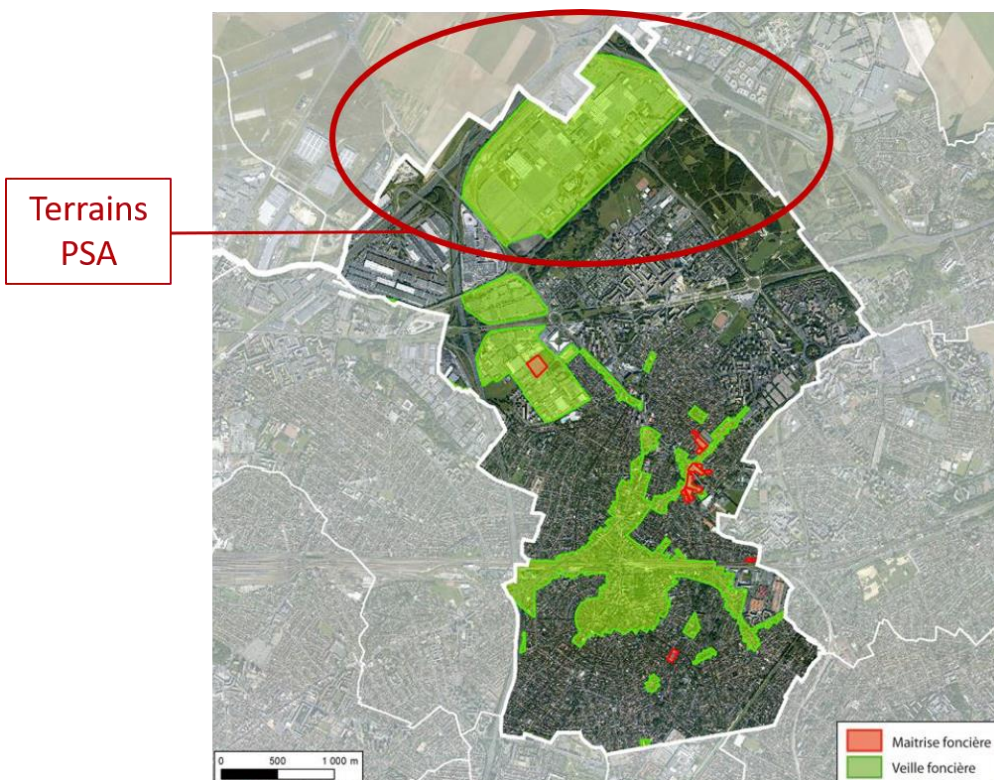 Terrains
PSA
0 500 1 000 m
Maitrise foncière
Veille foncière